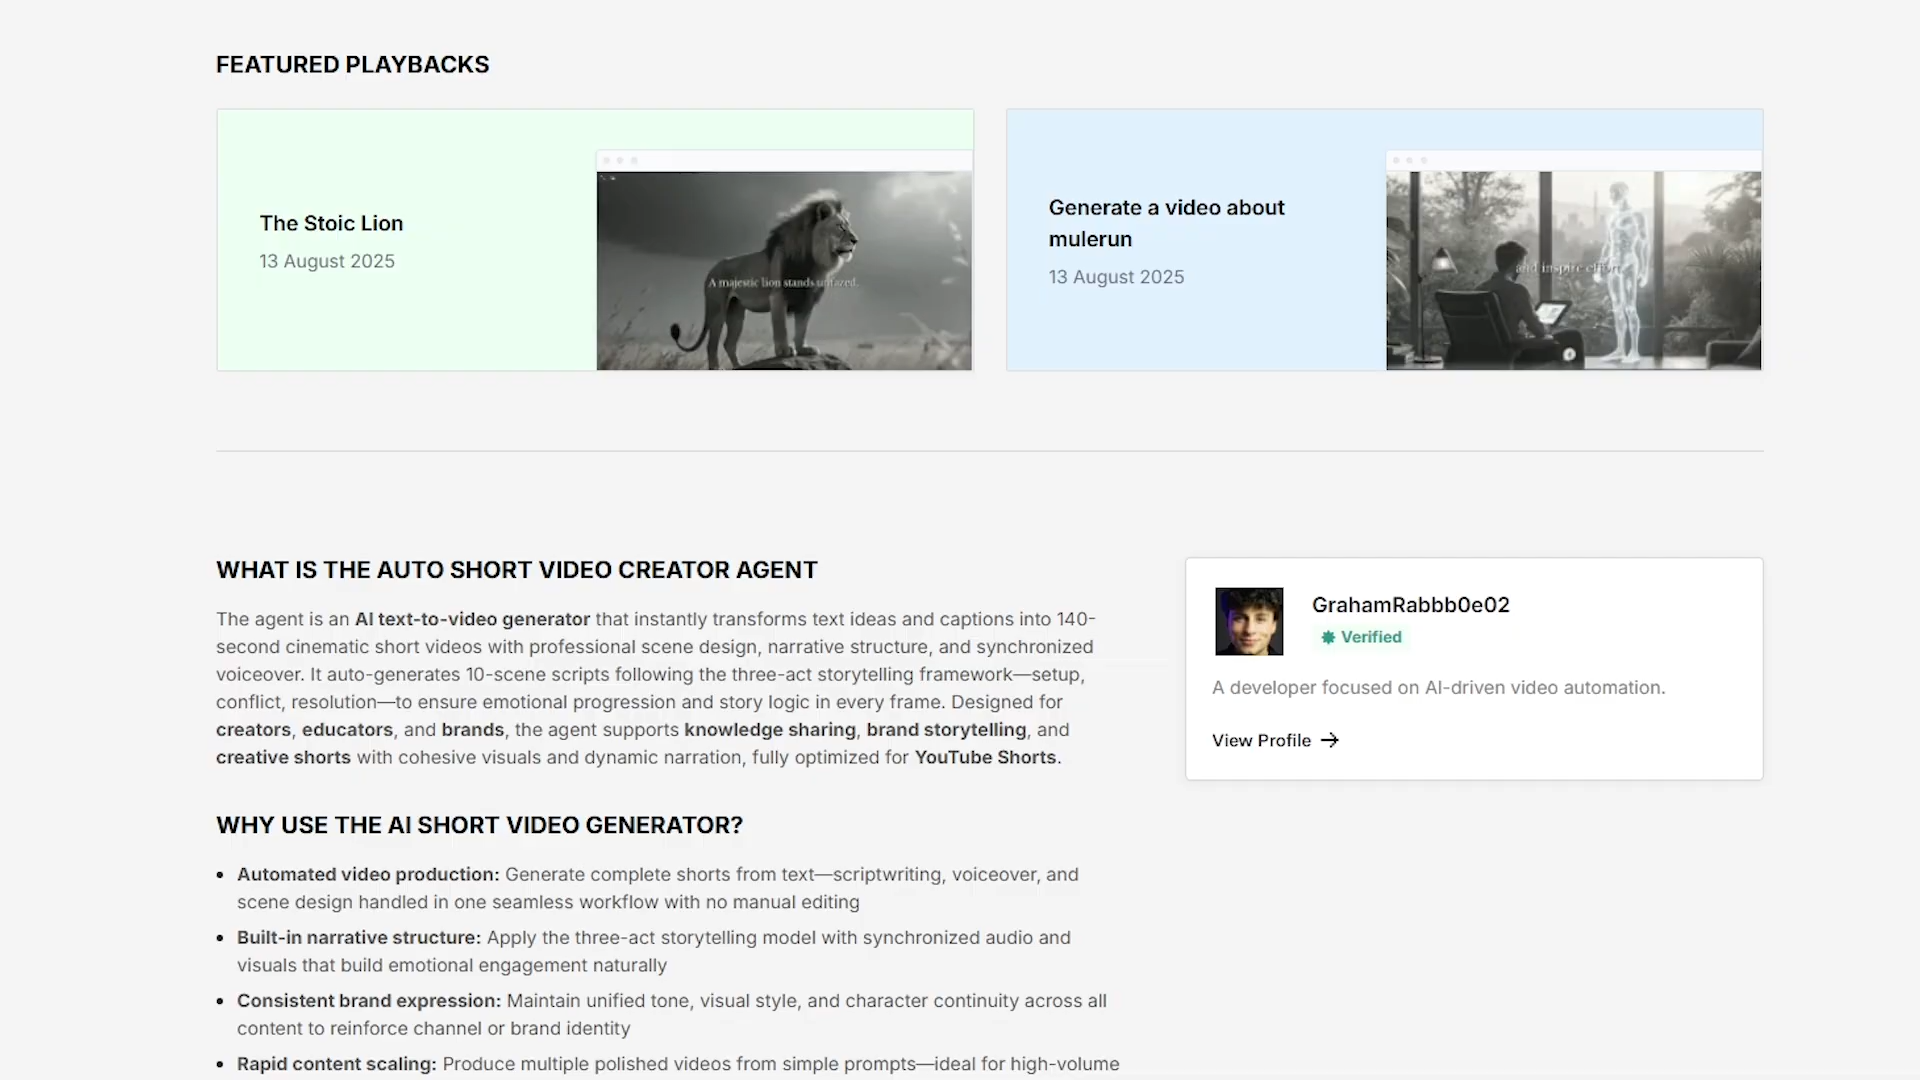 FEATURED PLAYBACKS
The Stoic Lion
13 August 2025
A majestic lion stands unfazed.
Generate a video about
mulerun
13 August 2025
and inspire effort
WHAT IS THE AUTO SHORT VIDEO CREATOR AGENT
The agent is an AI text-to-video generator that instantly transforms text ideas and captions into 140-
second cinematic short videos with professional scene design, narrative structure, and synchronized
voiceover. It auto-generates 10-scene scripts following the three-act storytelling framework—setup,
conflict, resolution—to ensure emotional progression and story logic in every frame. Designed for
creators, educators, and brands, the agent supports knowledge sharing, brand storytelling, and
creative shorts with cohesive visuals and dynamic narration, fully optimized for YouTube Shorts.
GrahamRabbb0e02
Verified
A developer focused on AI-driven video automation.
View Profile
WHY USE THE AI SHORT VIDEO GENERATOR?
Automated video production: Generate complete shorts from text—scriptwriting, voiceover, and
scene design handled in one seamless workflow with no manual editing
Built-in narrative structure: Apply the three-act storytelling model with synchronized audio and
visuals that build emotional engagement naturally
Consistent brand expression: Maintain unified tone, visual style, and character continuity across all
content to reinforce channel or brand identity
Rapid content scaling: Produce multiple polished videos from simple prompts—ideal for high-volume